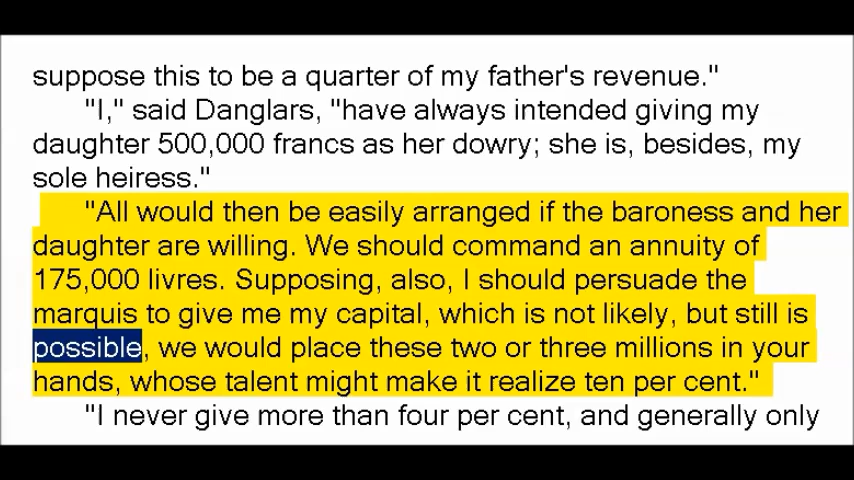 suppose this to be a quarter of my father's revenue."
"I," said Danglars, "have always intended giving my
daughter 500,000 francs as her dowry; she is, besides, my
sole heiress."
"All would then be easily arranged if the baroness and her
daughter are willing. We should command an annuity of
175,000 livres. Supposing, also, I should persuade the
marquis to give me my capital, which is not likely, but still is
possible, we would place these two or three millions in your
hands, whose talent might make it realize ten per cent."
"I never give more than four per cent, and generally only